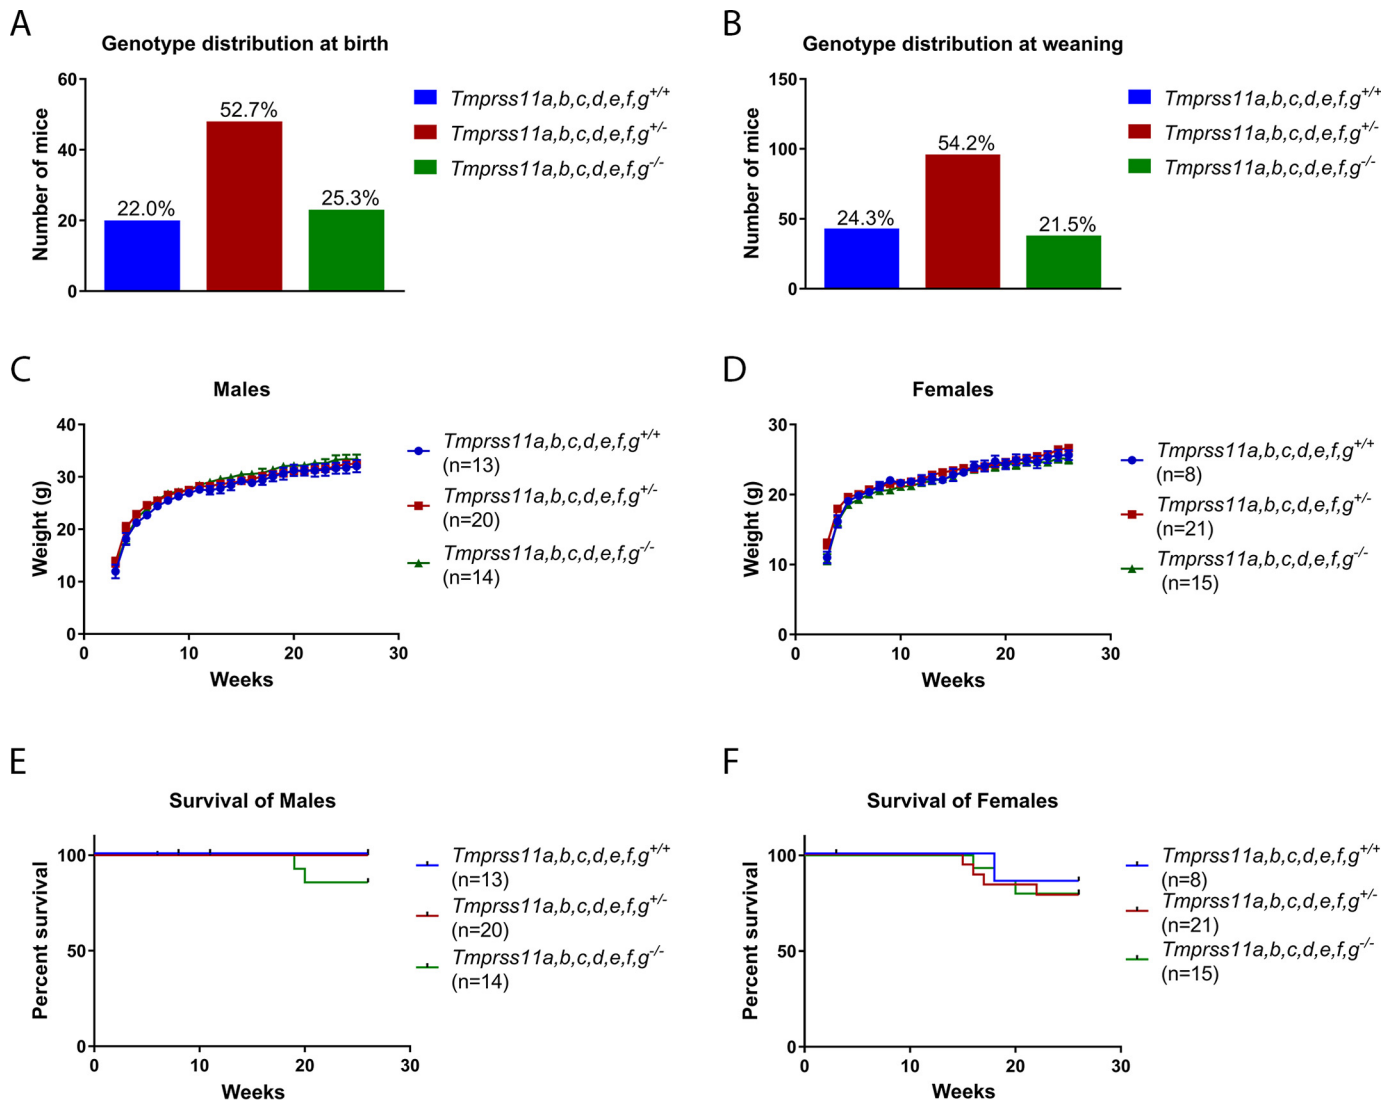 A
Genotype distribution at birth
Number of mice
60
40
20
0
22.0%
52.7%
25.3%
Tmprss11a,b,c,d,e,f,g+/+
Tmprss11a,b,c,d,e,f,g+/-
Tmprss11a,b,c,d,e,f,g-/-
B
Genotype distribution at weaning
Number of mice
150
100
50
0
24.3%
54.2%
21.5%
Tmprss11a,b,c,d,e,f,g+/+
Tmprss11a,b,c,d,e,f,g+/-
Tmprss11a,b,c,d,e,f,g-/-
C
Males
Weight (g)
40
30
20
10
0
0 10 20 30
Weeks
Tmprss11a,b,c,d,e,f,g+/+
(n=13)
Tmprss11a,b,c,d,e,f,g+/-
(n=20)
Tmprss11a,b,c,d,e,f,g-/-
(n=14)
D
Females
Weight (g)
30
20
10
0
0 10 20 30
Weeks
Tmprss11a,b,c,d,e,f,g+/+
(n=8)
Tmprss11a,b,c,d,e,f,g+/-
(n=21)
Tmprss11a,b,c,d,e,f,g-/-
(n=15)
E
Survival of Males
Percent survival
100
50
0
0 10 20 30
Weeks
Tmprss11a,b,c,d,e,f,g+/+
(n=13)
Tmprss11a,b,c,d,e,f,g+/-
(n=20)
Tmprss11a,b,c,d,e,f,g-/-
(n=14)
F
Survival of Females
Percent survival
100
50
0
0 10 20 30
Weeks
Tmprss11a,b,c,d,e,f,g+/+
(n=8)
Tmprss11a,b,c,d,e,f,g+/-
(n=21)
Tmprss11a,b,c,d,e,f,g-/-
(n=15)